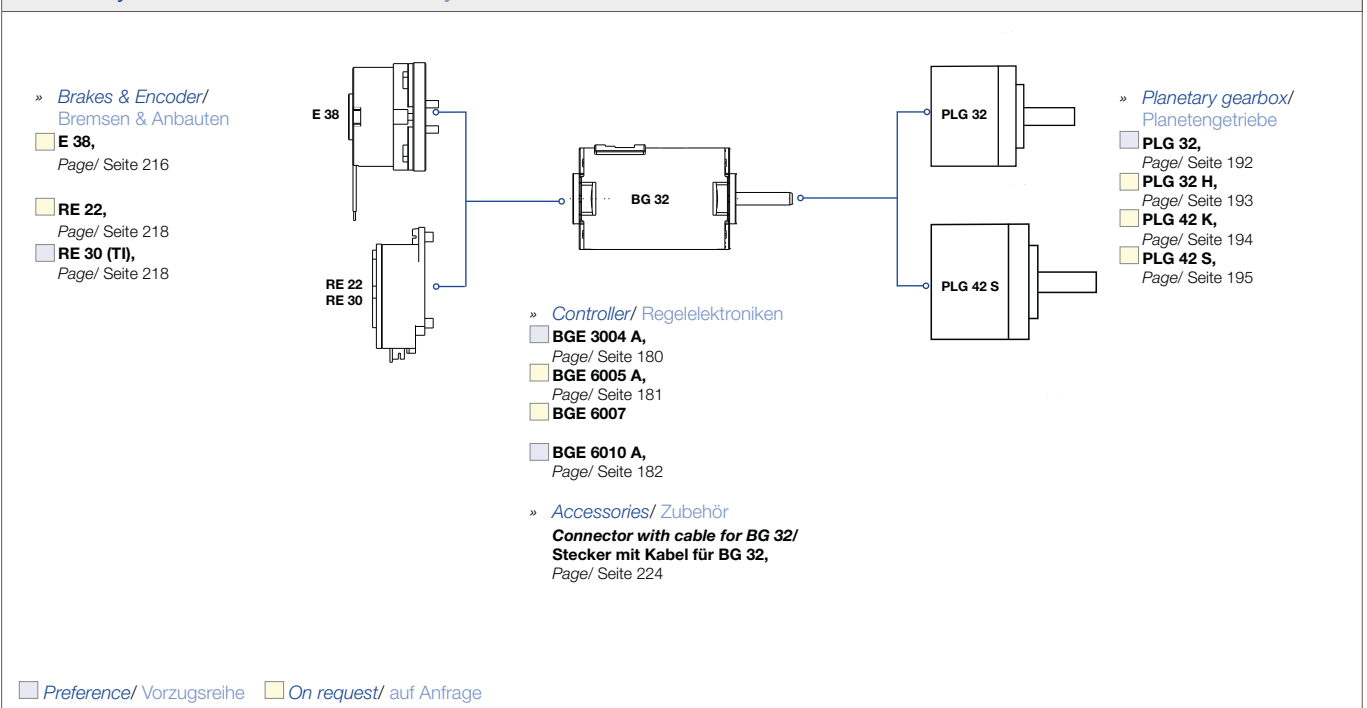 » Brakes & Encoder/
Bremsen & Anbauten
E 38,
Page/ Seite 216
RE 22,
Page/ Seite 218
RE 30 (TI),
Page/ Seite 218
E 38
RE 22
RE 30
BG 32
PLG 32
PLG 42 S
» Controller/ Regelelektroniken
BGE 3004 A,
Page/ Seite 180
BGE 6005 A,
Page/ Seite 181
BGE 6007
BGE 6010 A,
Page/ Seite 182
» Accessories/ Zubehör
Connector with cable for BG 32/
Stecker mit Kabel für BG 32,
Page/ Seite 224
» Planetary gearbox/
Planetengetriebe
PLG 32,
Page/ Seite 192
PLG 32 H,
Page/ Seite 193
PLG 42 K,
Page/ Seite 194
PLG 42 S,
Page/ Seite 195
Preference/ Vorzugsreihe On request/ auf Anfrage